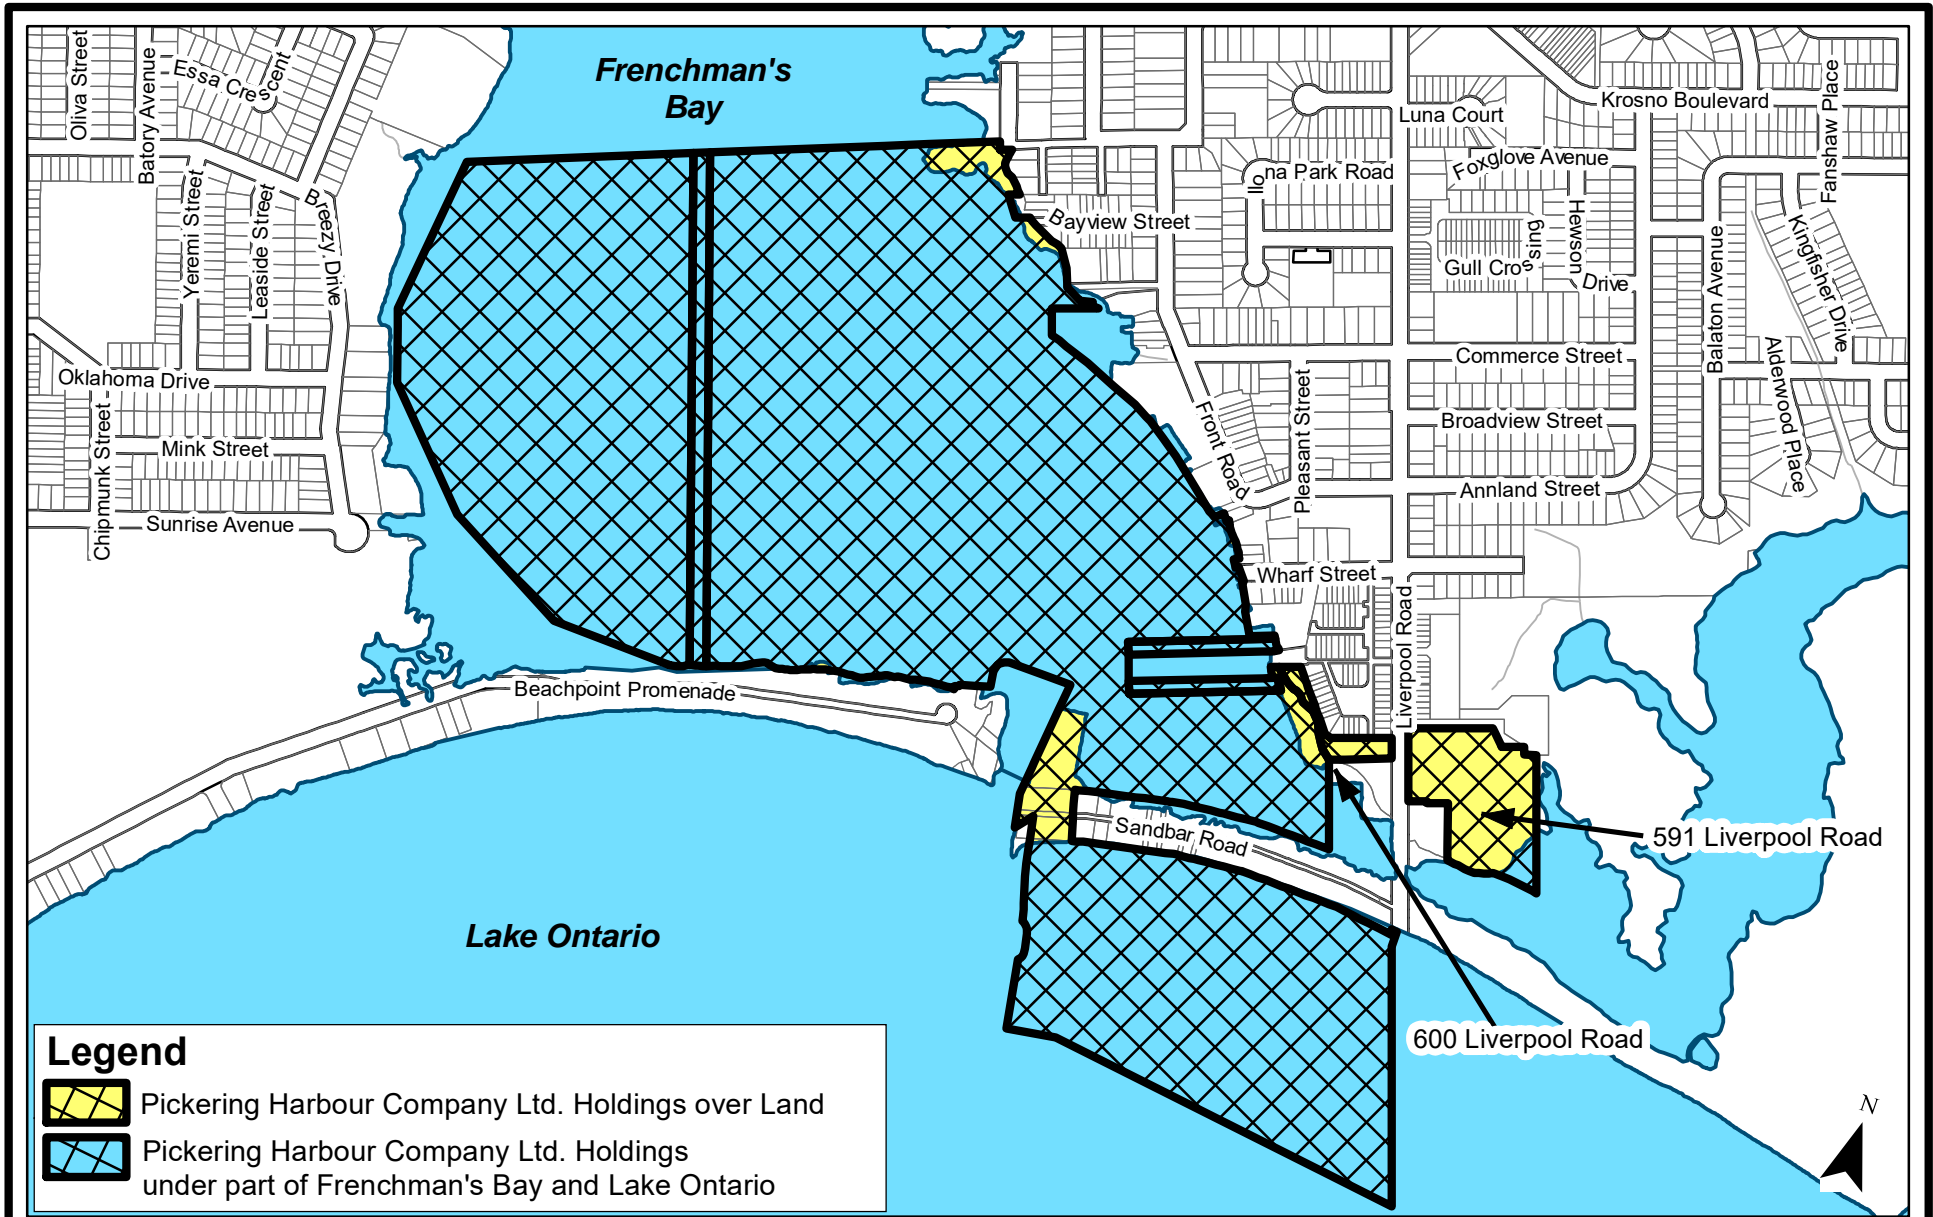 Frenchman's
Bay
Oliva Street
Batory Avenue
Essa Crescent
Yeremi Street
Leaside Street
Breezy Drive
Oklahoma Drive
Chipmunk Street
Mink Street
Sunrise Avenue
Krosno Boulevard
Luna Court
Fanshaw Place
Foxglove Avenue
Ilona Park Road
Bayview Street
Hewson
Drive
Gull Crossing
Balaton Avenue
Kingfisher Drive
Commerce Street
Alderwood Place
Front Road
Pleasant Street
Broadview Street
Annland Street
Wharf Street
Liverpool Road
Beachpoint Promenade
Sandbar Road
591 Liverpool Road
600 Liverpool Road
Lake Ontario
Legend
Pickering Harbour Company Ltd. Holdings over Land
Pickering Harbour Company Ltd. Holdings
under part of Frenchman's Bay and Lake Ontario
N